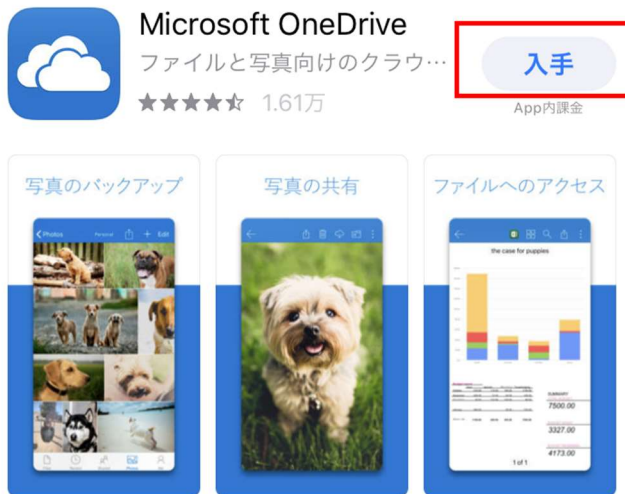 Microsoft OneDrive
ファイルと写真向けのクラウ…
入手
★★★★ 1.61万
App内課金
写真のバックアップ
写真の共有
ファイルへのアクセス
Photos
Personal
Edit
the case for puppies
SUMMARY
7500.00
3327.00
4173.00
1 of 1
Photos